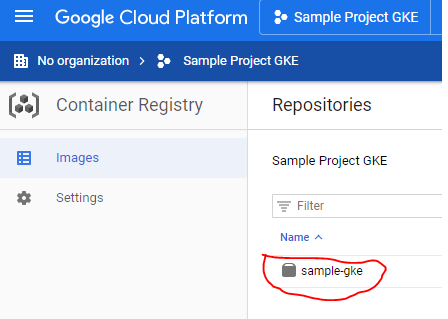 Google Cloud Platform
Sample Project GKE
No organization
Sample Project GKE
Container Registry
Repositories
Images
Settings
Sample Project GKE
Filter
Name
sample-gke